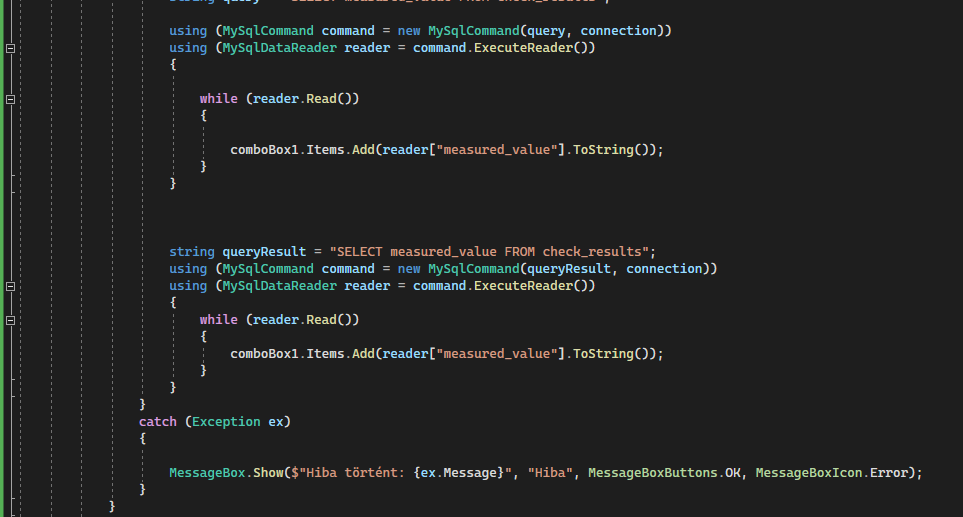 using (MySqlCommand command = new MySqlCommand(query, connection))
using (MySqlDataReader reader = command.ExecuteReader())
{
while (reader.Read())
{
comboBox1.Items.Add(reader["measured_value"].ToString());
}
}
string queryResult = "SELECT measured_value FROM check_results";
using (MySqlCommand command = new MySqlCommand(queryResult, connection))
using (MySqlDataReader reader = command.ExecuteReader())
{
while (reader.Read())
{
comboBox1.Items.Add(reader["measured_value"].ToString());
}
}
}
catch (Exception ex)
{
MessageBox.Show($"Hiba történt: {ex.Message}", "Hiba", MessageBoxButtons.OK, MessageBoxIcon.Error);
}
}